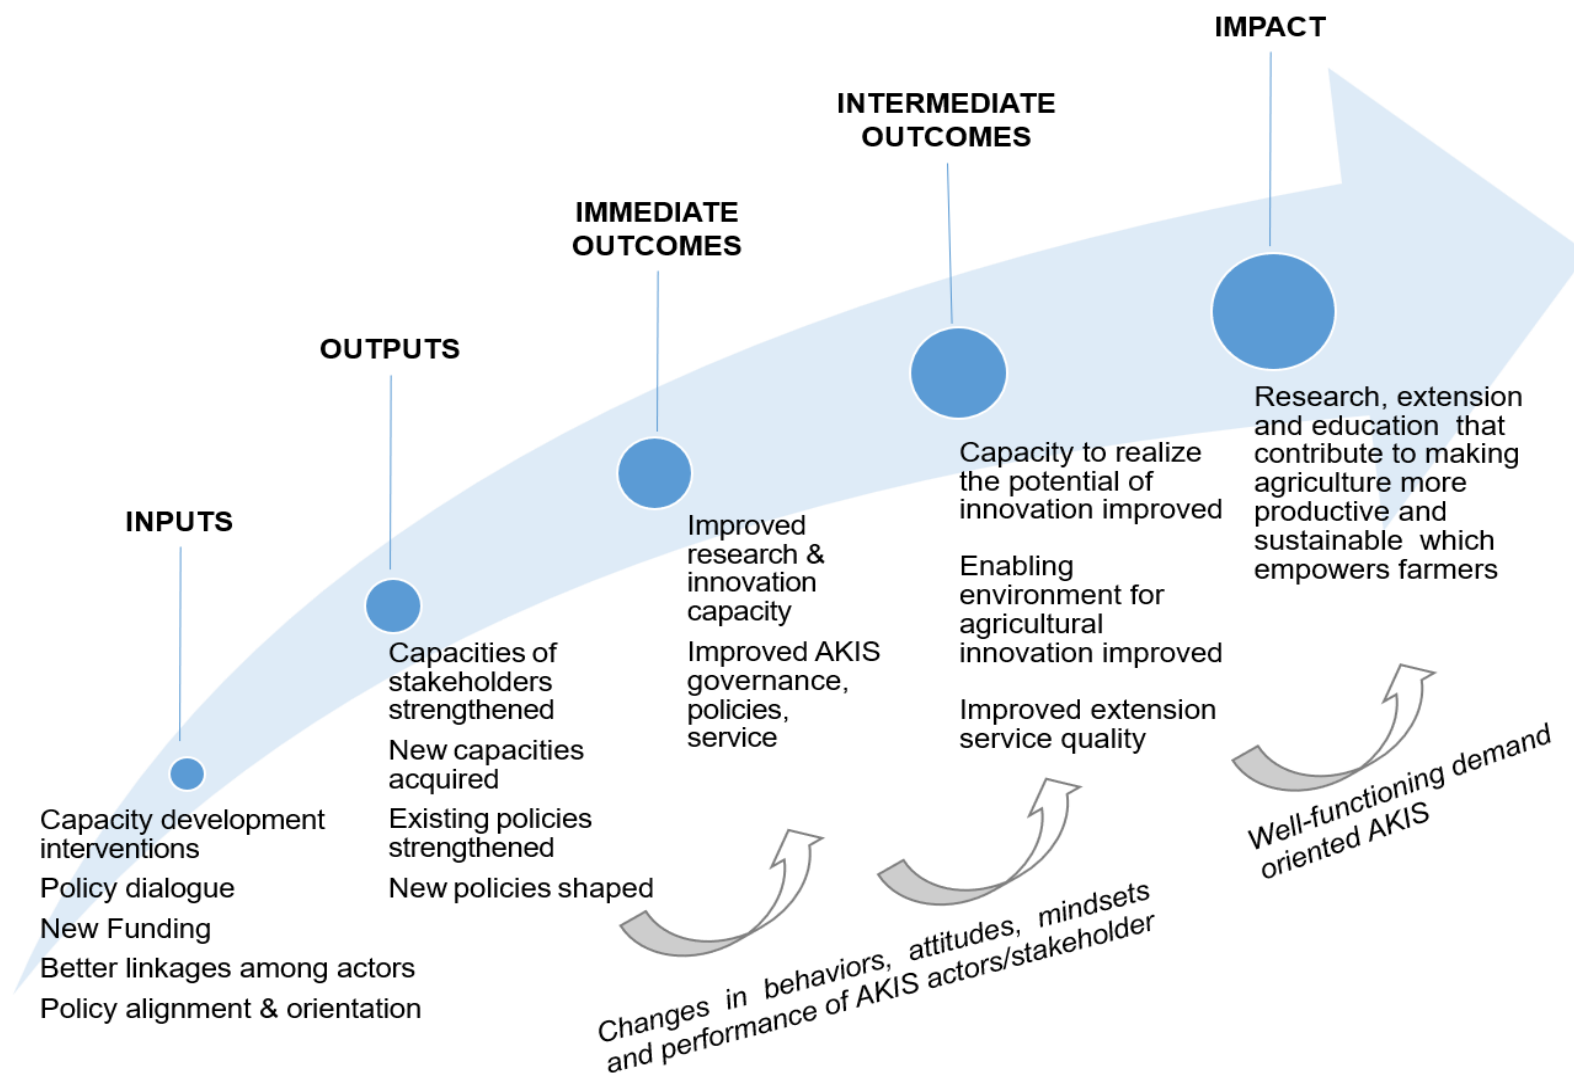 INPUTS
Capacity development
interventions
Policy dialogue
New Funding
Better linkages among actors
Policy alignment & orientation
OUTPUTS
Capacities of
stakeholders
strengthened
New capacities
acquired
Existing policies
strengthened
New policies shaped
IMMEDIATE
OUTCOMES
Improved
research &
innovation
capacity
Improved AKIS
governance,
policies,
service
INTERMEDIATE
OUTCOMES
Capacity to realize
the potential of
innovation improved
Enabling
environment for
agricultural
innovation improved
Improved extension
service quality
IMPACT
Research, extension
and education that
contribute to making
agriculture more
productive and
sustainable which
empowers farmers
Changes in behaviors, attitudes, mindsets
and performance of AKIS actors/stakeholder
Well-functioning demand
oriented AKIS